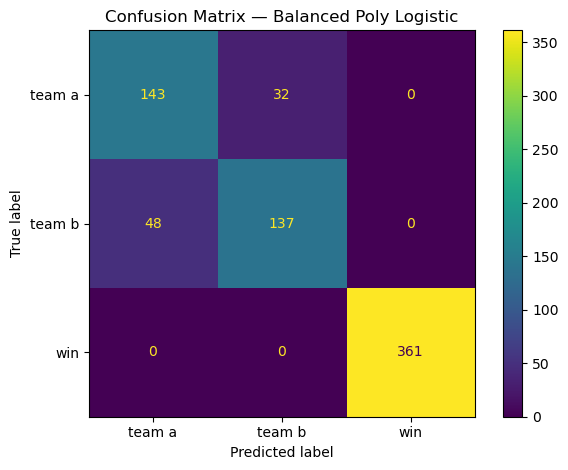 Confusion Matrix — Balanced Poly Logistic
True label
team a
team b
win
143 32 0
48 137 0
0 0 361
team a team b win
Predicted label
350
300
250
200
150
100
50
0